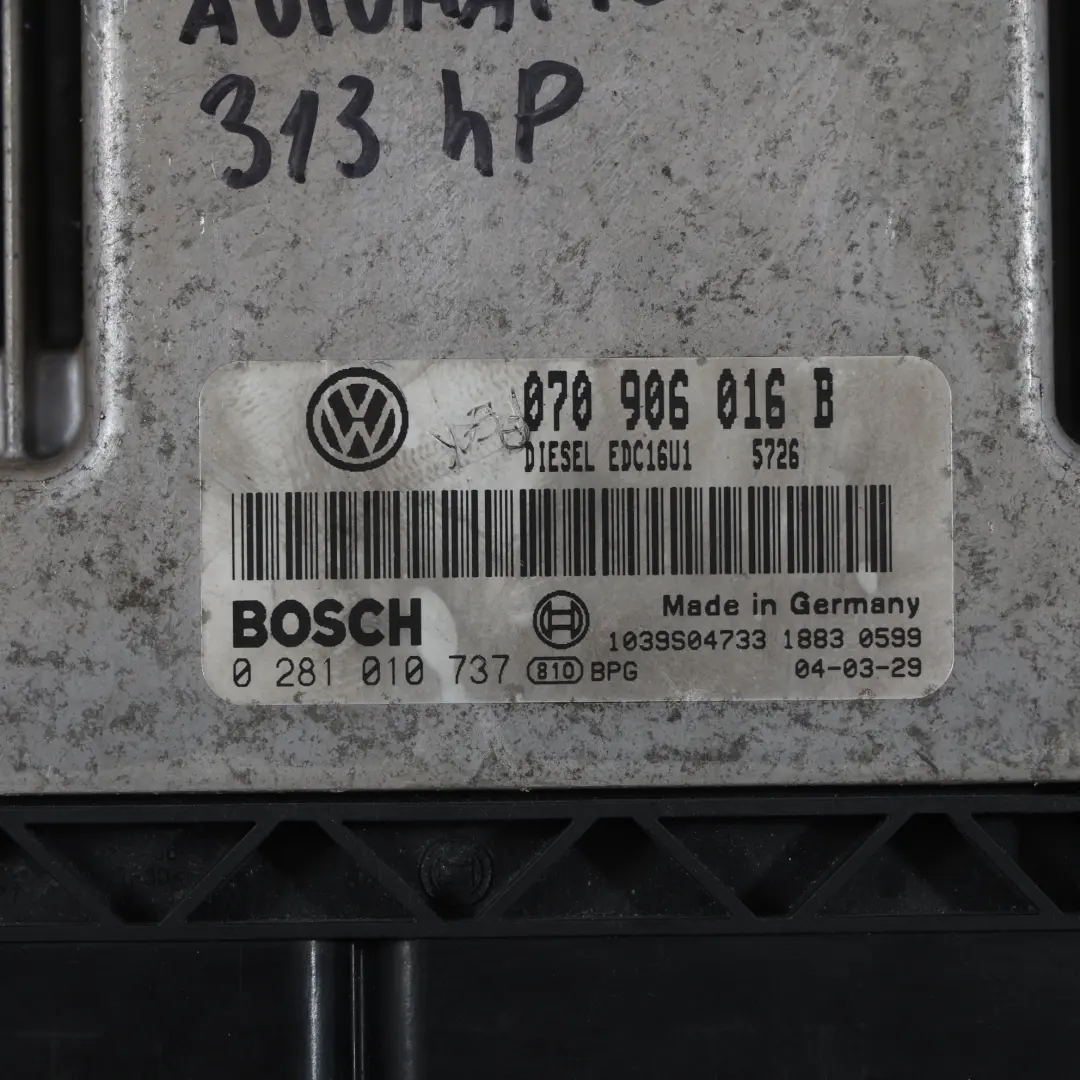 AUTOMATIC
313 hP
070 906 016 B
DIESEL EDC16U1 5726
BOSCH
Made in Germany
1039S04733 1883 0599
0 281 010 737 810 BPG 04-03-29